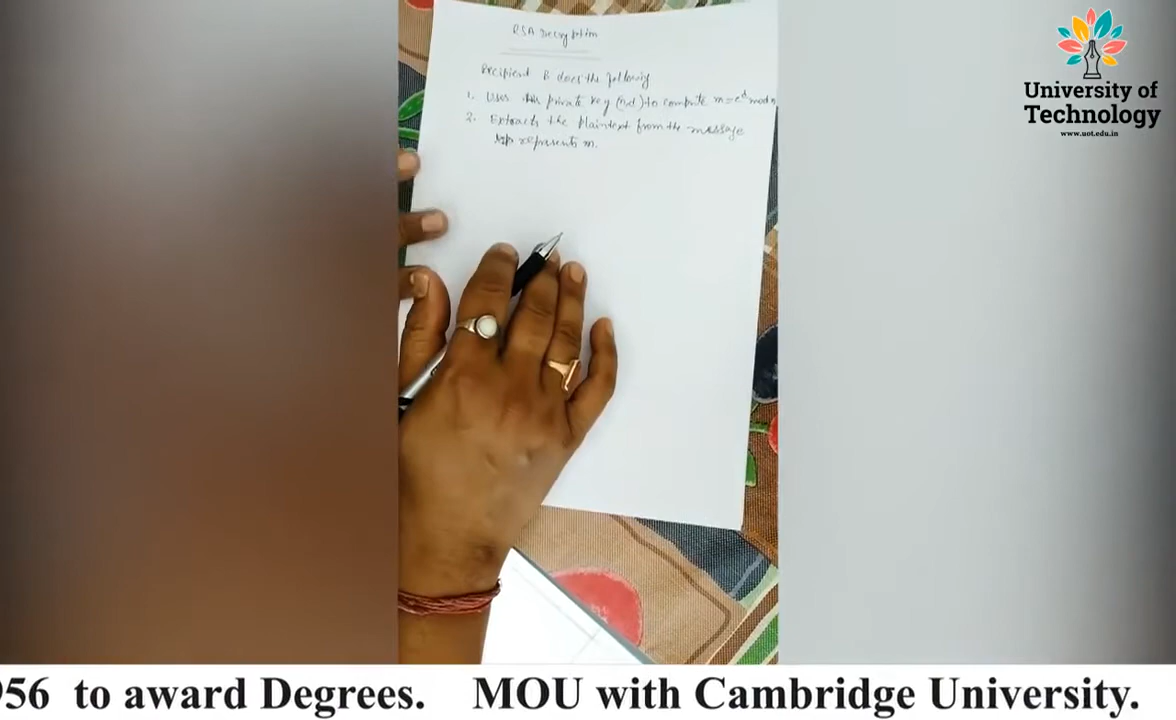 RSA Decryption
Recipient B does the following
1. Uses his private key (n,d) to compute m=c^d mod n
2. Extracts the plaintext from the message
represents m.
University of
Technology
www.uot.edu.in
956 to award Degrees. MOU with Cambridge University.